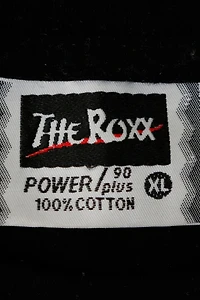 THE ROXX
POWER/90 plus XL
100% COTTON